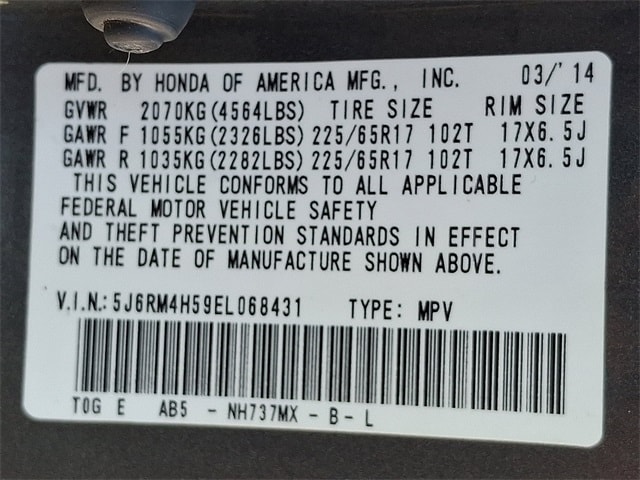 MFD. BY HONDA OF AMERICA MFG., INC. 03/'14
GVWR 2070KG(4564LBS) TIRE SIZE RIM SIZE
GAWR F 1055KG(2326LBS) 225/65R17 102T 17X6.5J
GAWR R 1035KG(2282LBS) 225/65R17 102T 17X6.5J
THIS VEHICLE CONFORMS TO ALL APPLICABLE
FEDERAL MOTOR VEHICLE SAFETY
AND THEFT PREVENTION STANDARDS IN EFFECT
ON THE DATE OF MANUFACTURE SHOWN ABOVE.
V.I.N.: 5J6RM4H59EL068431 TYPE: MPV
T0G E AB5 - NH737MX - B - L